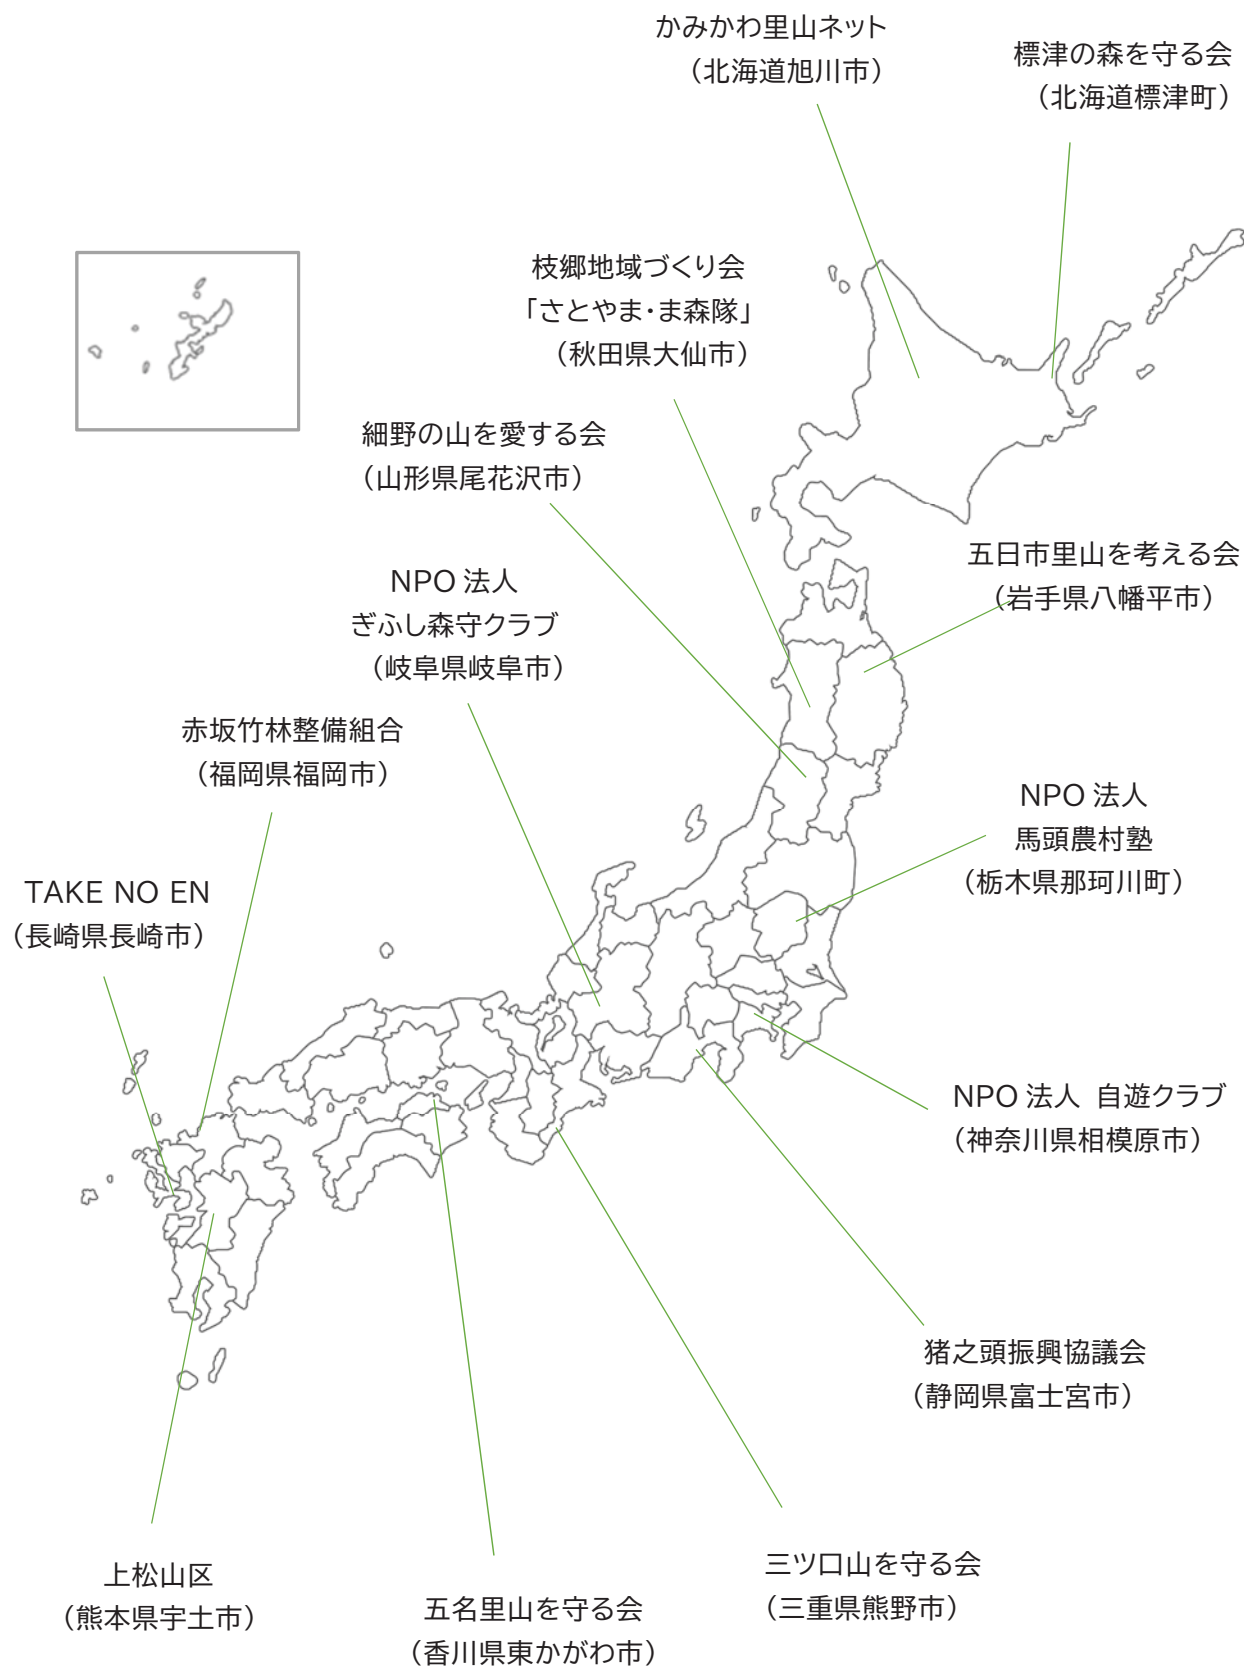 かみかわ里山ネット
（北海道旭川市）
標津の森を守る会
（北海道標津町）
枝郷地域づくり会
「さとやま・ま森隊」
（秋田県大仙市）
細野の山を愛する会
（山形県尾花沢市）
五日市里山を考える会
（岩手県八幡平市）
NPO 法人
ぎふし森守クラブ
（岐阜県岐阜市）
赤坂竹林整備組合
（福岡県福岡市）
NPO 法人
馬頭農村塾
（栃木県那珂川町）
TAKE NO EN
（長崎県長崎市）
NPO 法人 自遊クラブ
（神奈川県相模原市）
猪之頭振興協議会
（静岡県富士宮市）
三ツ口山を守る会
（三重県熊野市）
上松山区
（熊本県宇土市）
五名里山を守る会
（香川県東かがわ市）